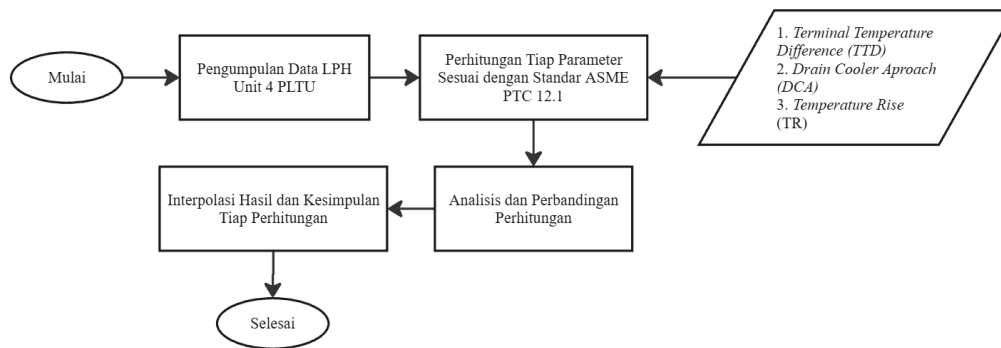 Mulai
Pengumpulan Data LPH
Unit 4 PLTU
Perhitungan Tiap Parameter
Sesuai dengan Standar ASME
PTC 12.1
1. Terminal Temperature
Difference (TTD)
2. Drain Cooler Aproach
(DCA)
3. Temperature Rise
(TR)
Interpolasi Hasil dan Kesimpulan
Tiap Perhitungan
Analisis dan Perbandingan
Perhitungan
Selesai